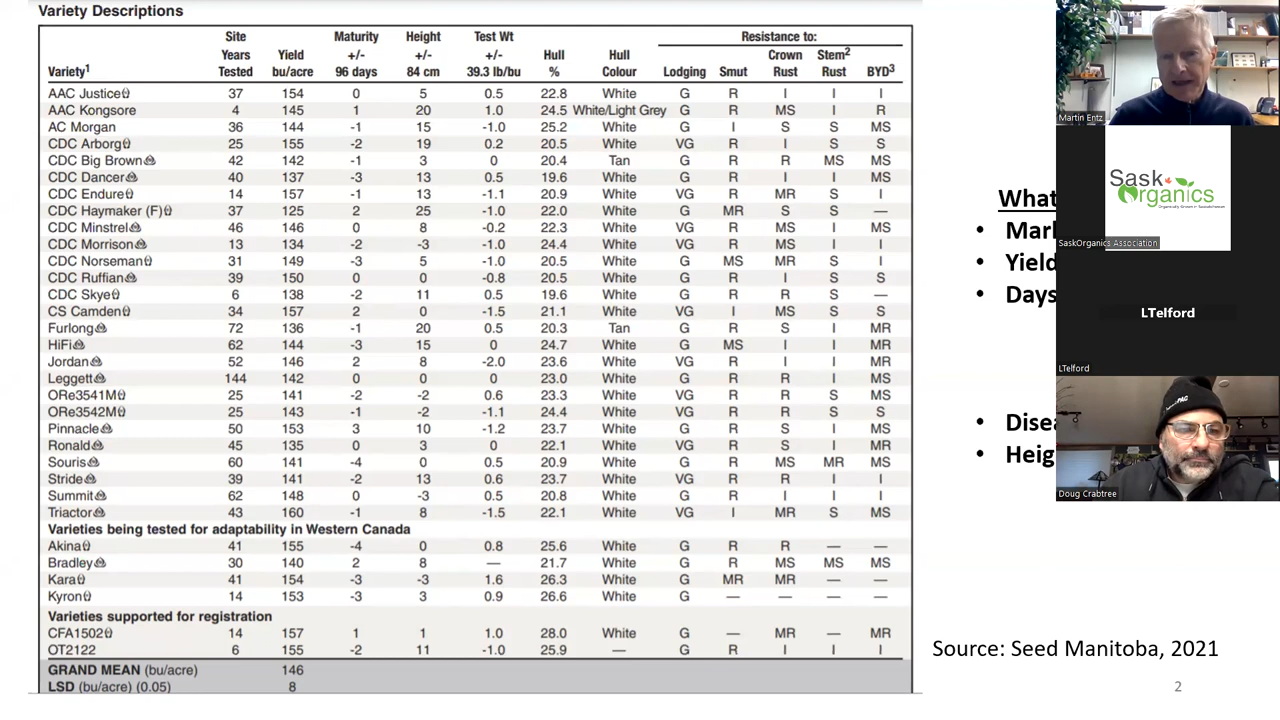 Variety Descriptions
Site Maturity Height Test Wt Resistance to:
Years Yield +/- +/- +/- Hull Hull Crown Stem2
Variety1 Tested bu/acre 96 days 84 cm 39.3 lb/bu % Colour Lodging Smut Rust Rust BYD3
AAC Justice 37 154 0 5 0.5 22.8 White G R I I I
AAC Kongsore 4 145 1 20 1.0 24.5 White/Light Grey G R MS I R
AC Morgan 36 144 -1 15 -1.0 25.2 White G I S S MS
CDC Arborg 25 155 -2 19 0.2 20.5 White VG R I S S
CDC Big Brown 42 142 -1 3 0 20.4 Tan G R R MS MS
CDC Dancer 40 137 -3 13 0.5 19.6 White G R I I MS
CDC Endure 14 157 -1 13 -1.1 20.9 White VG R MR S I
CDC Haymaker (F) 37 125 2 25 -1.0 22.0 White G MR S S —
CDC Minstrel 46 146 0 8 -0.2 22.3 White VG R MS I MS
CDC Morrison 13 134 -2 -3 -1.0 24.4 White VG R MS I I
CDC Norseman 31 149 -3 5 -1.0 20.5 White G MS MR S I
CDC Ruffian 39 150 0 0 -0.8 20.5 White G R I S S
CDC Skye 6 138 -2 11 0.5 19.6 White G R R S —
CS Camden 34 157 2 0 -1.5 21.1 White VG I MS S S
Furlong 72 136 -1 20 0.5 20.3 Tan G R S I MR
HiFi 62 144 -3 15 0 24.7 White G MS I I MR
Jordan 52 146 2 8 -2.0 23.6 White VG R I I MR
Leggett 144 142 0 0 0 23.0 White G R R I MS
ORe3541M 25 141 -2 -2 0.6 23.3 White VG R R S MS
ORe3542M 25 143 -1 -2 -1.1 24.4 White VG R R S S
Pinnacle 50 153 3 10 -1.2 23.7 White G R S I MS
Ronald 45 135 0 3 0 22.1 White VG R S I MR
Souris 60 141 -4 0 0.5 20.9 White G R MS MR MS
Stride 39 141 -2 13 0.6 23.7 White VG R R I I
Summit 62 148 0 -3 0.5 20.8 White G R I I I
Triactor 43 160 -1 8 -1.5 22.1 White VG I MR S MS
Varieties being tested for adaptability in Western Canada
Akina 41 155 -4 0 0.8 25.6 White G R R — —
Bradley 30 140 2 8 — 21.7 White G R MS MS MS
Kara 41 154 -3 -3 1.6 26.3 White G MR MR — —
Kyron 14 153 -3 3 0.9 26.6 White G — — — —
Varieties supported for registration
CFA1502 14 157 1 1 1.0 28.0 White G — MR — MR
OT2122 6 155 -2 11 -1.0 25.9 — G R I I I
GRAND MEAN (bu/acre) 146
LSD (bu/acre) (0.05) 8
What
• Mar
• Yield
• Days
• Dise
• Heig
Source: Seed Manitoba, 2021
2
Martin Entz
Sask
Organics
SaskOrganics Association
LTelford
LTelford
Doug Crabtree